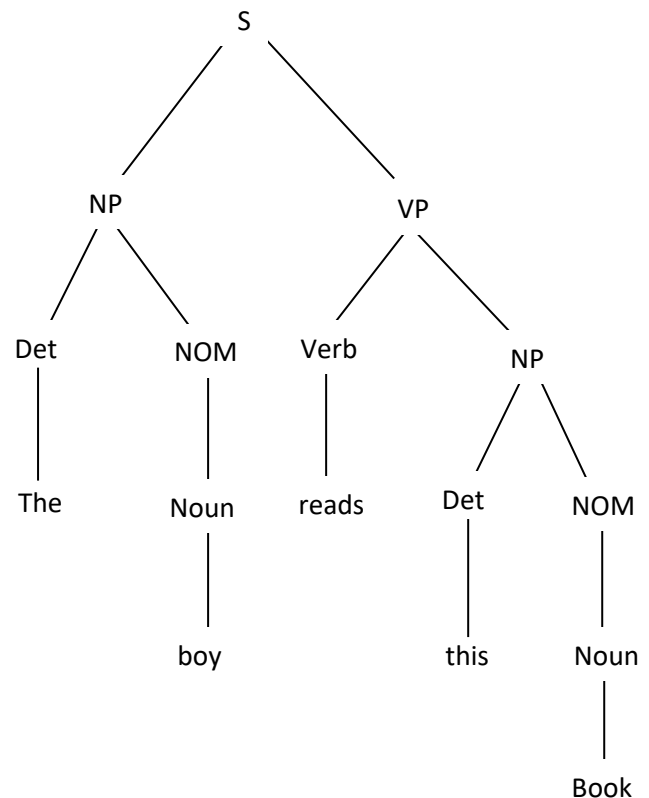 S
NP VP
Det NOM Verb NP
The Noun reads Det NOM
boy this Noun
Book